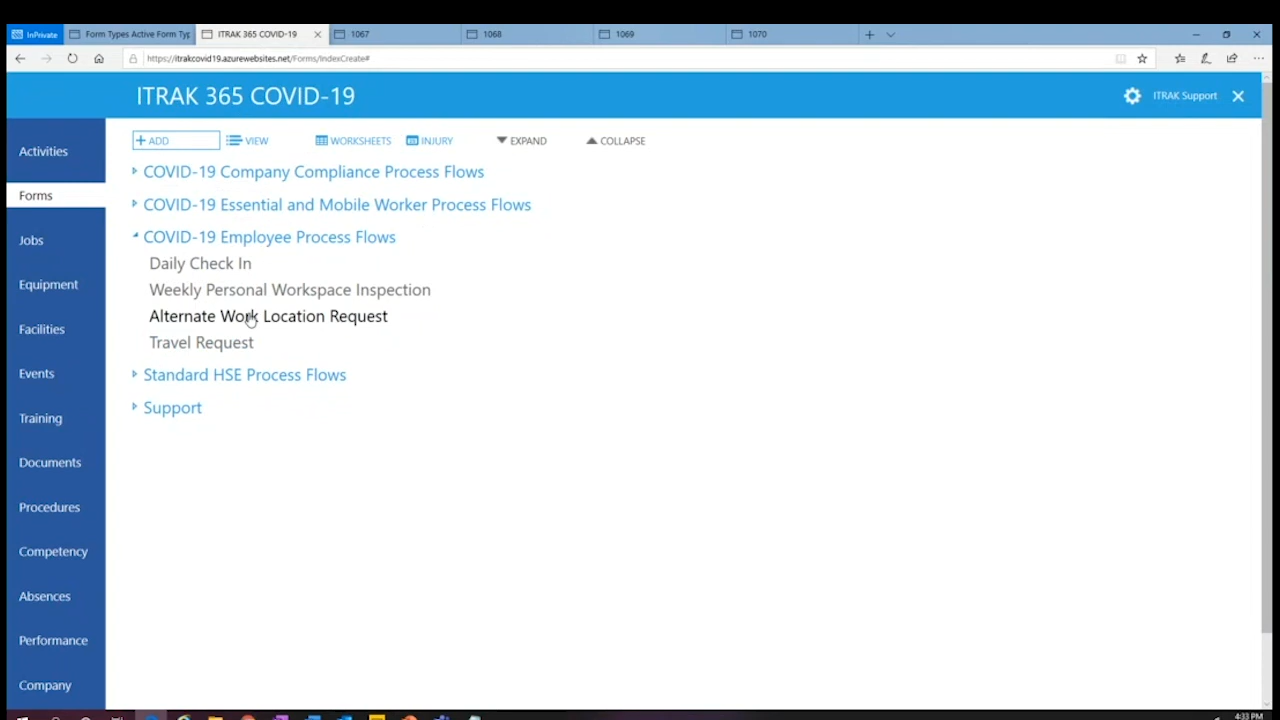 InPrivate Form Types Active Form Typ ITRAK 365 COVID-19 1067 1068 1069 1070
https://itrakcovid19.azurewebsites.net/Forms/IndexCreate#
ITRAK 365 COVID-19
ITRAK Support
Activities
Forms
Jobs
Equipment
Facilities
Events
Training
Documents
Procedures
Competency
Absences
Performance
Company
ADD VIEW WORKSHEETS INJURY EXPAND COLLAPSE
COVID-19 Company Compliance Process Flows
COVID-19 Essential and Mobile Worker Process Flows
COVID-19 Employee Process Flows
Daily Check In
Weekly Personal Workspace Inspection
Alternate Work Location Request
Travel Request
Standard HSE Process Flows
Support
4:33 PM